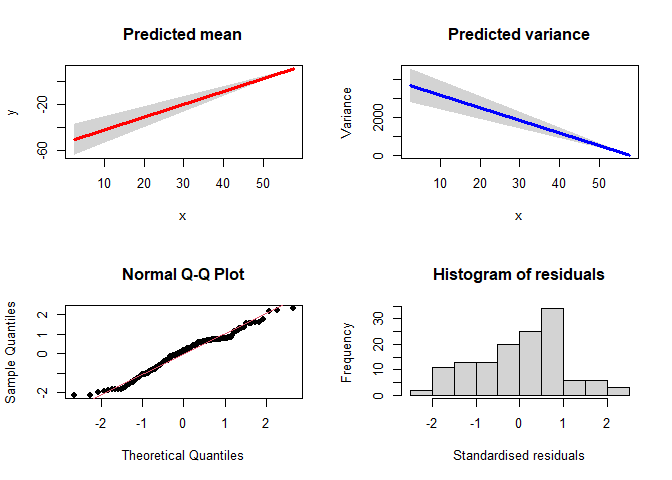 Predicted mean
y
-20
-60
10 20 30 40 50
x
Predicted variance
Variance
2000
0
10 20 30 40 50
x
Normal Q-Q Plot
Sample Quantiles
2
1
0
-2
-2 -1 0 1 2
Theoretical Quantiles
Histogram of residuals
Frequency
30
20
10
0
-2 -1 0 1 2
Standardised residuals